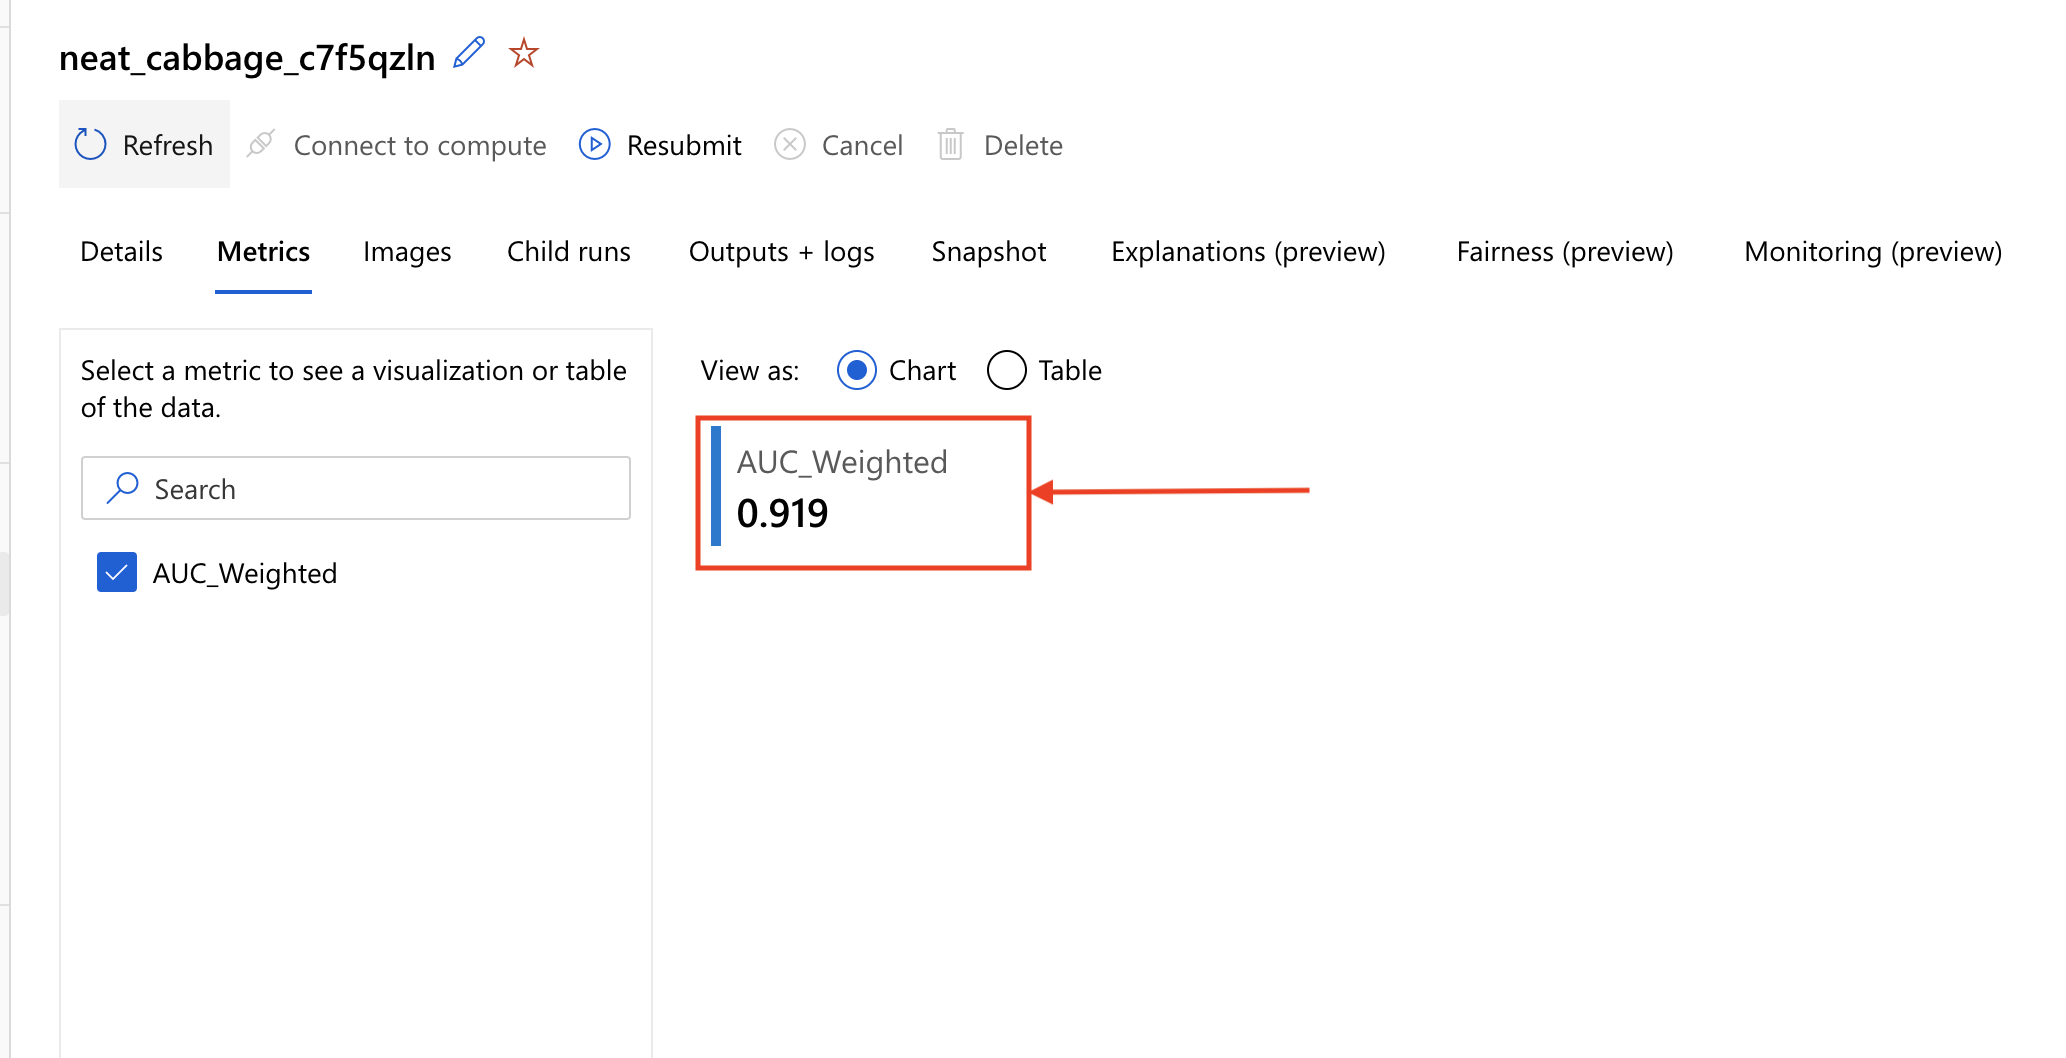 neat_cabbage_c7f5qzln
Refresh Connect to compute Resubmit Cancel Delete
Details Metrics Images Child runs Outputs + logs Snapshot Explanations (preview) Fairness (preview) Monitoring (preview)
Select a metric to see a visualization or table
of the data.
Search
AUC_Weighted
View as: Chart Table
AUC_Weighted
0.919